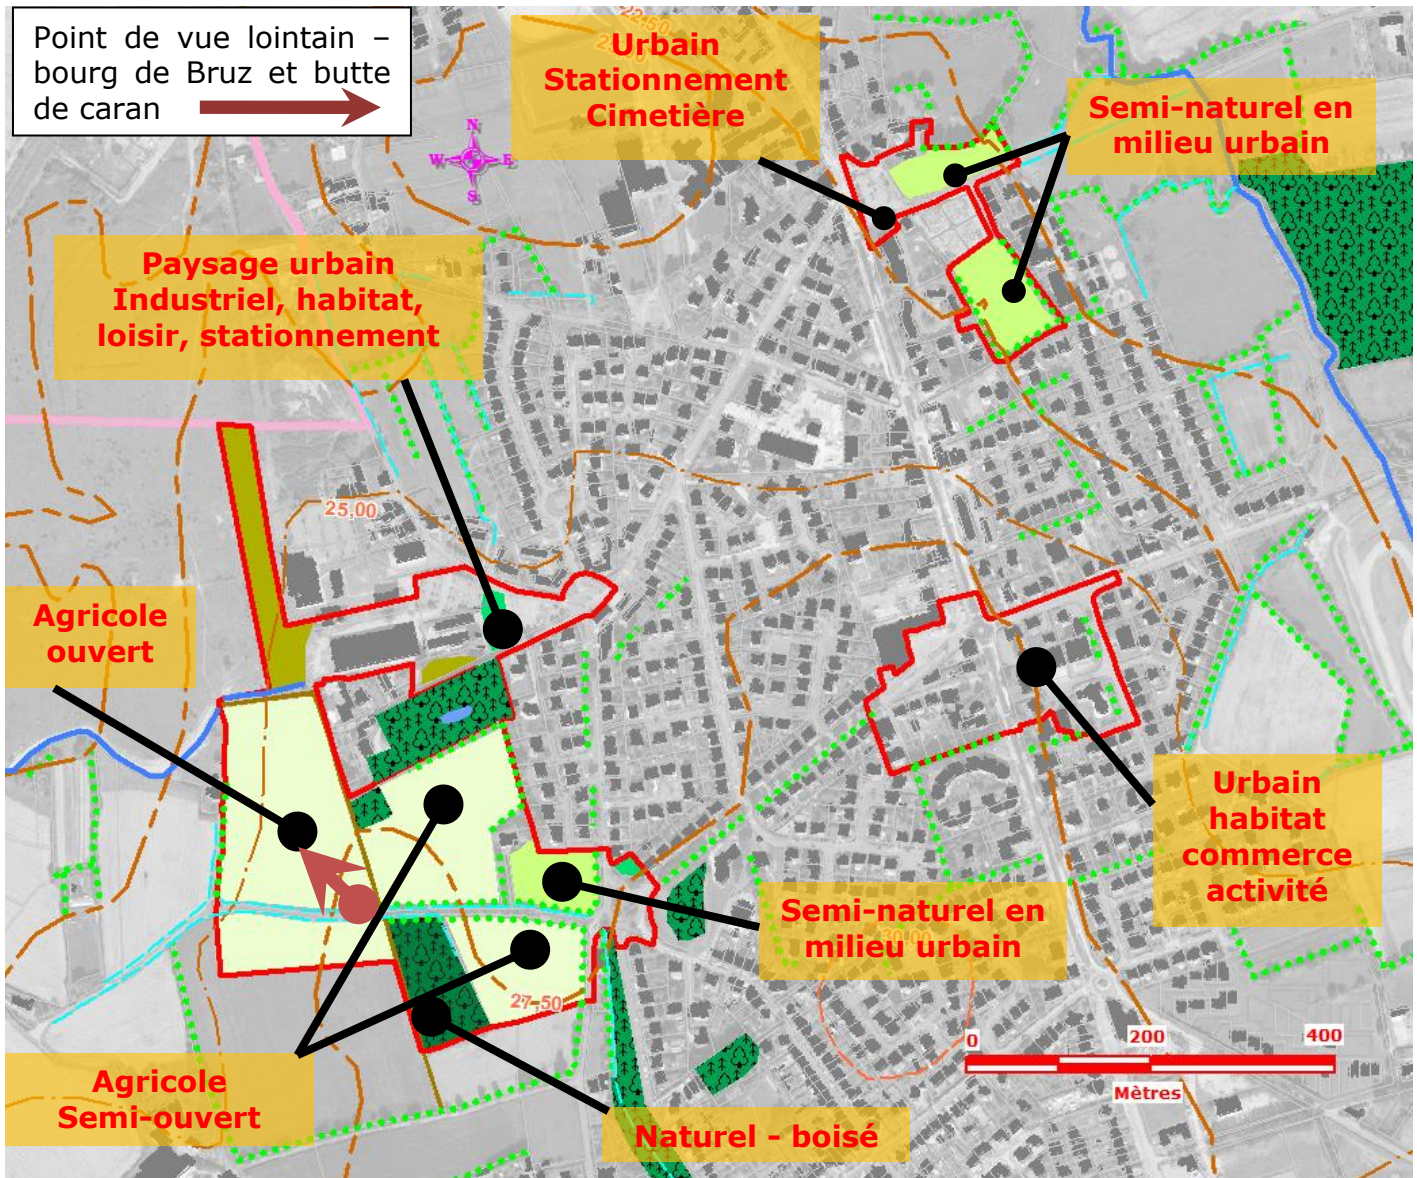 Point de vue lointain –
bourg de Bruz et butte
de caran
22,50
Urbain
Stationnement
Cimetière
Semi-naturel en
milieu urbain
N
W E
S
Paysage urbain
Industriel, habitat,
loisir, stationnement
25,00
Agricole
ouvert
Urbain
habitat
commerce
activité
Semi-naturel en
milieu urbain
30,00
27,50
0 200 400
Mètres
Agricole
Semi-ouvert
Naturel - boisé